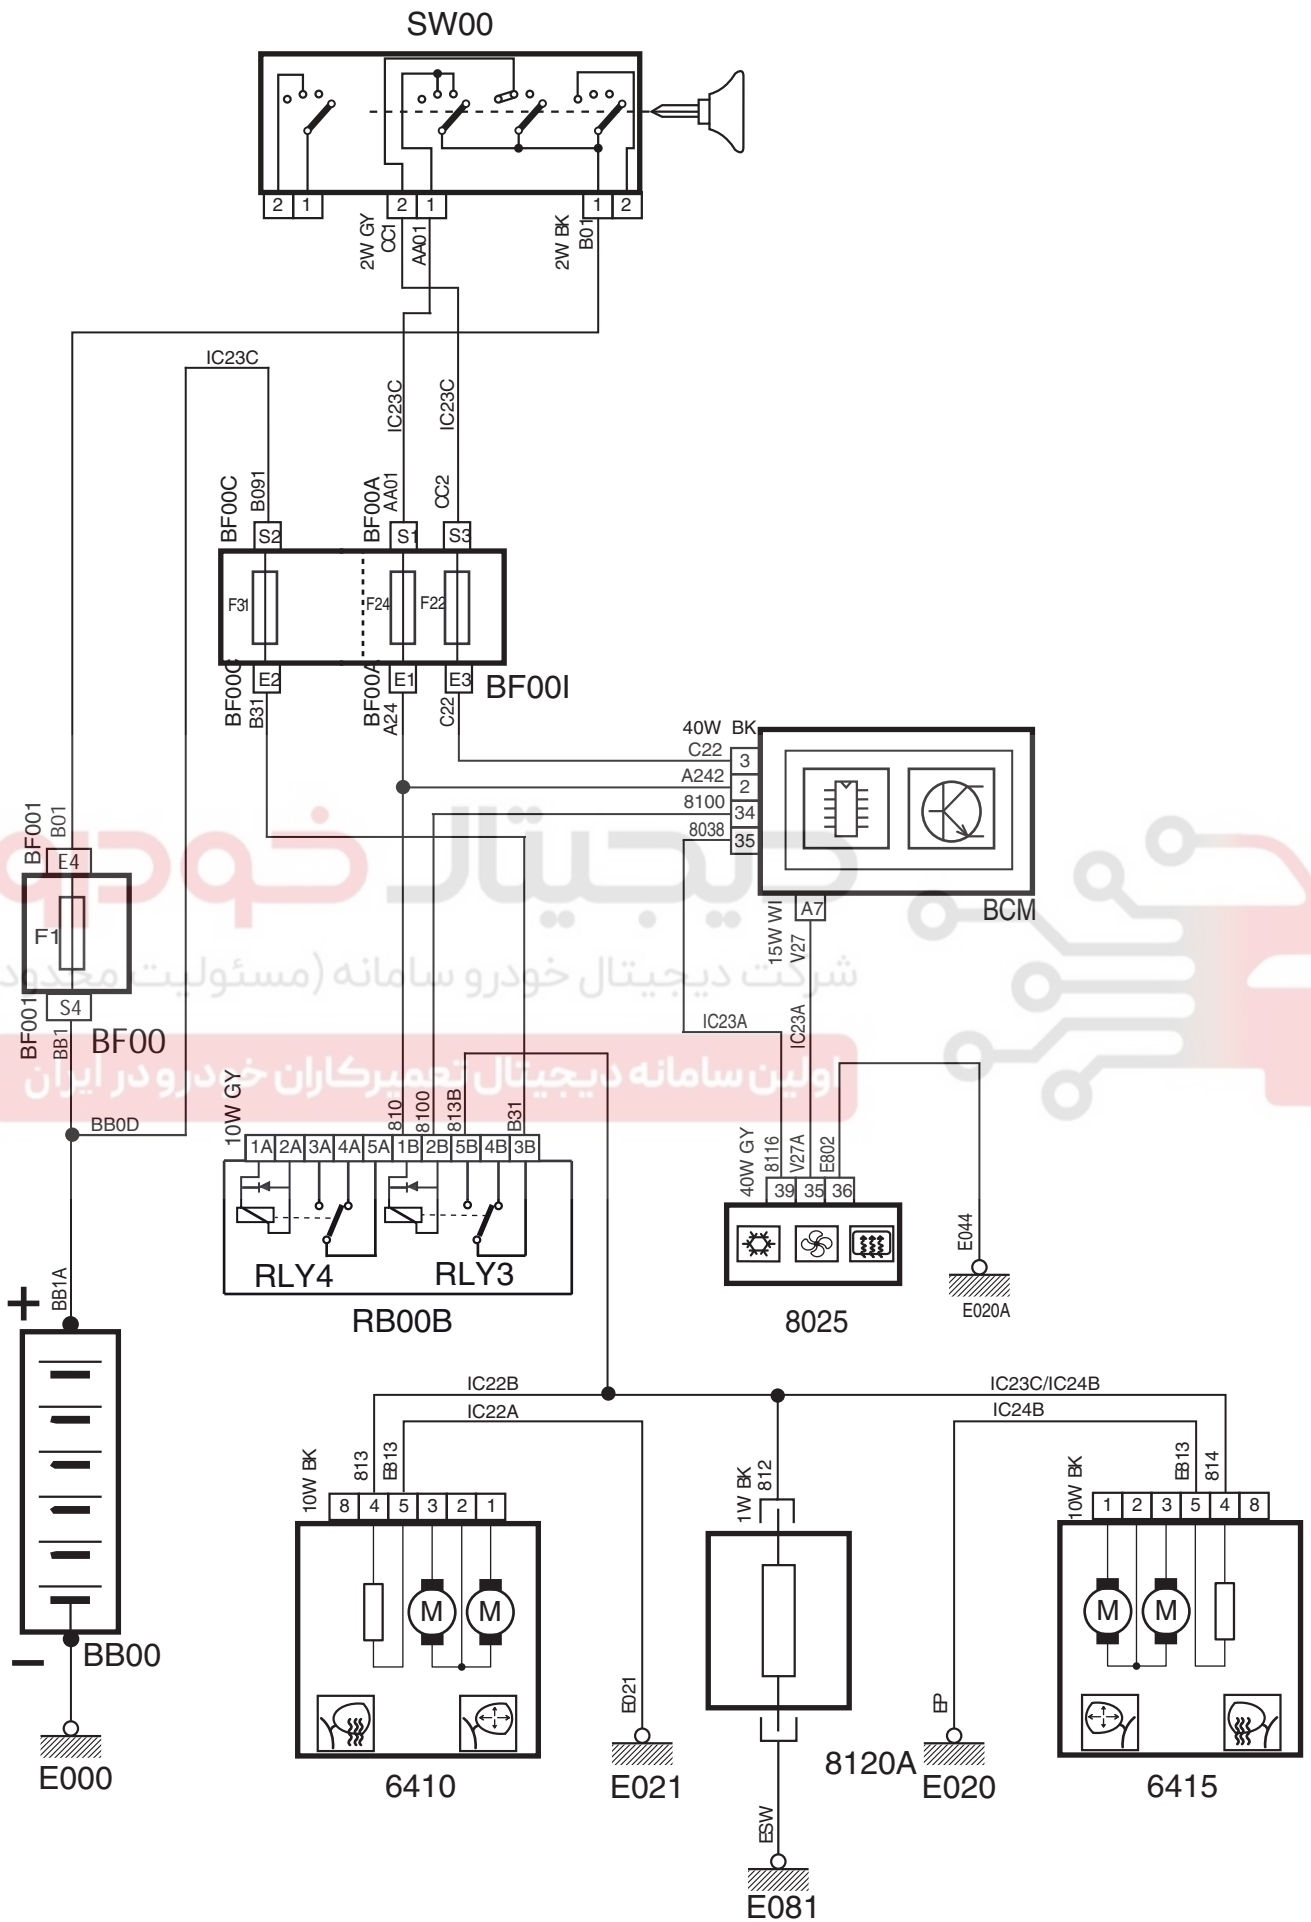 SW00
2 1
2 1
1 2
2W GY
CC1
AA01
2W BK
B01
IC23C
IC23C
IC23C
BF00C
B091
BF00A
AA01
CC2
S2
S1
S3
F31
F24
F22
BF00C
B31
E2
BF00A
A24
E1
C22
E3
BF00I
40W BK
C22
3
A242
2
8100
34
8038
35
BCM
15W WI
A7
V27
BF001
B01
E4
F1
BF001
S4
BB1
BF00
دیجیتال خودرو
شرکت دیجیتال خودرو سامانه (مسئولیت محدود
اولین سامانه دیجیتال تعمیرکاران خودرو در ایران
IC23A
IC23A
BB0D
10W GY
810
8100
813B
B31
1A 2A 3A 4A 5A 1B 2B 5B 4B 3B
RLY4
RLY3
RB00B
40W GY
8116
V27A
E802
39 35 36
8025
E044
E020A
BB1A
+
−
BB00
E000
IC22B
IC23C/IC24B
IC22A
IC24B
10W BK
813
E813
8 4 5 3 2 1
M M
6410
E021
E021
1W BK
812
8120A
ESW
E081
EP
E020
10W BK
E813
814
1 2 3 5 4 8
M M
6415